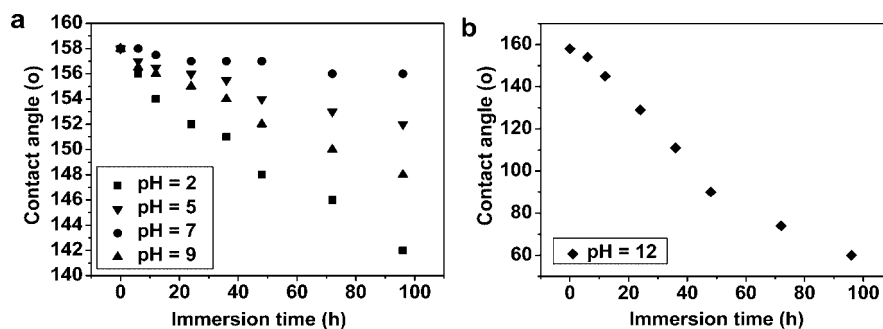 a
160
158
156
154
152
150
148
146
144
142
140
Contact angle (o)
pH = 2
pH = 5
pH = 7
pH = 9
0 20 40 60 80 100
Immersion time (h)
b
160
140
120
100
80
60
Contact angle (o)
pH = 12
0 20 40 60 80 100
Immersion time (h)